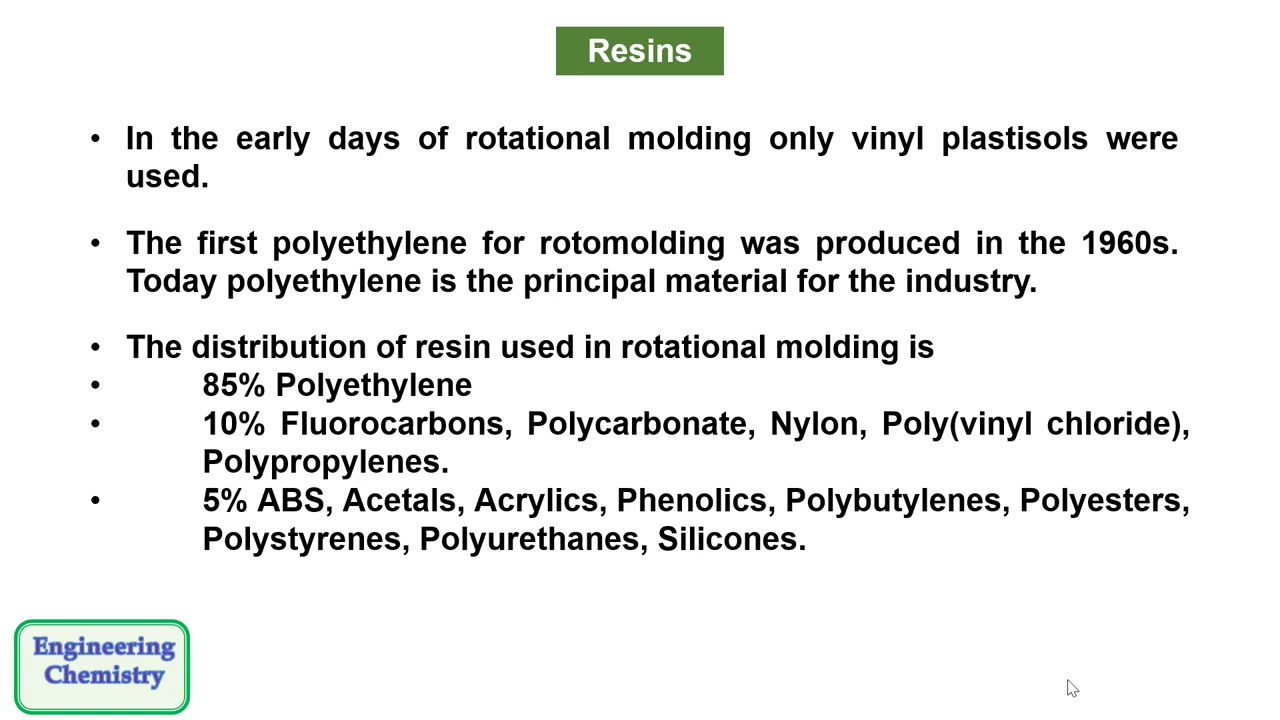 Resins
• In the early days of rotational molding only vinyl plastisols were
used.
• The first polyethylene for rotomolding was produced in the 1960s.
Today polyethylene is the principal material for the industry.
• The distribution of resin used in rotational molding is
• 85% Polyethylene
• 10% Fluorocarbons, Polycarbonate, Nylon, Poly(vinyl chloride),
Polypropylenes.
• 5% ABS, Acetals, Acrylics, Phenolics, Polybutylenes, Polyesters,
Polystyrenes, Polyurethanes, Silicones.
Engineering
Chemistry